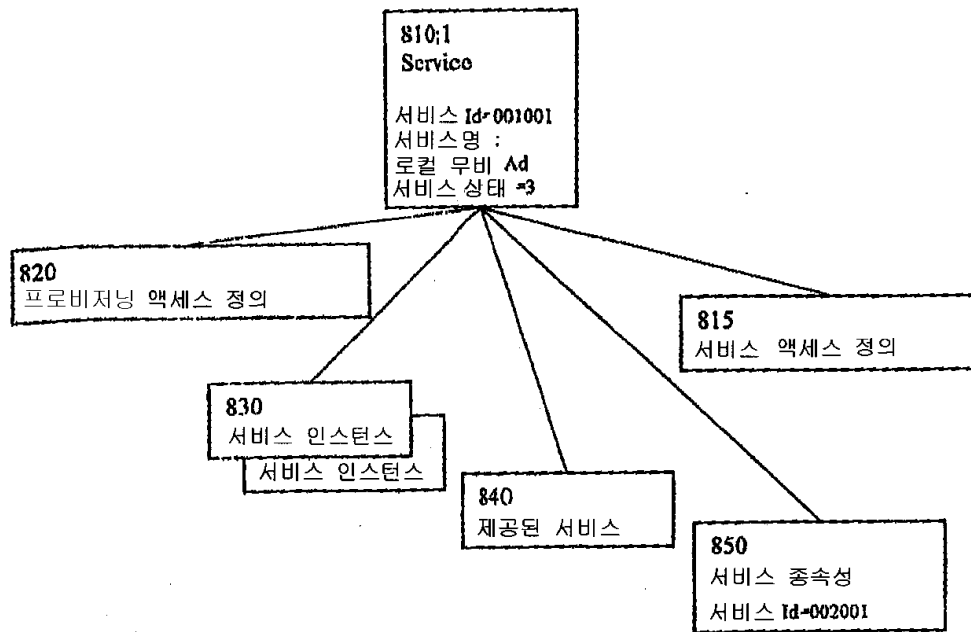 810;1
Service
서비스 Id=001001
서비스명 :
로컬 무비 Ad
서비스 상태 =3
820
프로비저닝 액세스 정의
815
서비스 액세스 정의
830
서비스 인스턴스
서비스 인스턴스
840
제공된 서비스
850
서비스 종속성
서비스 Id=002001